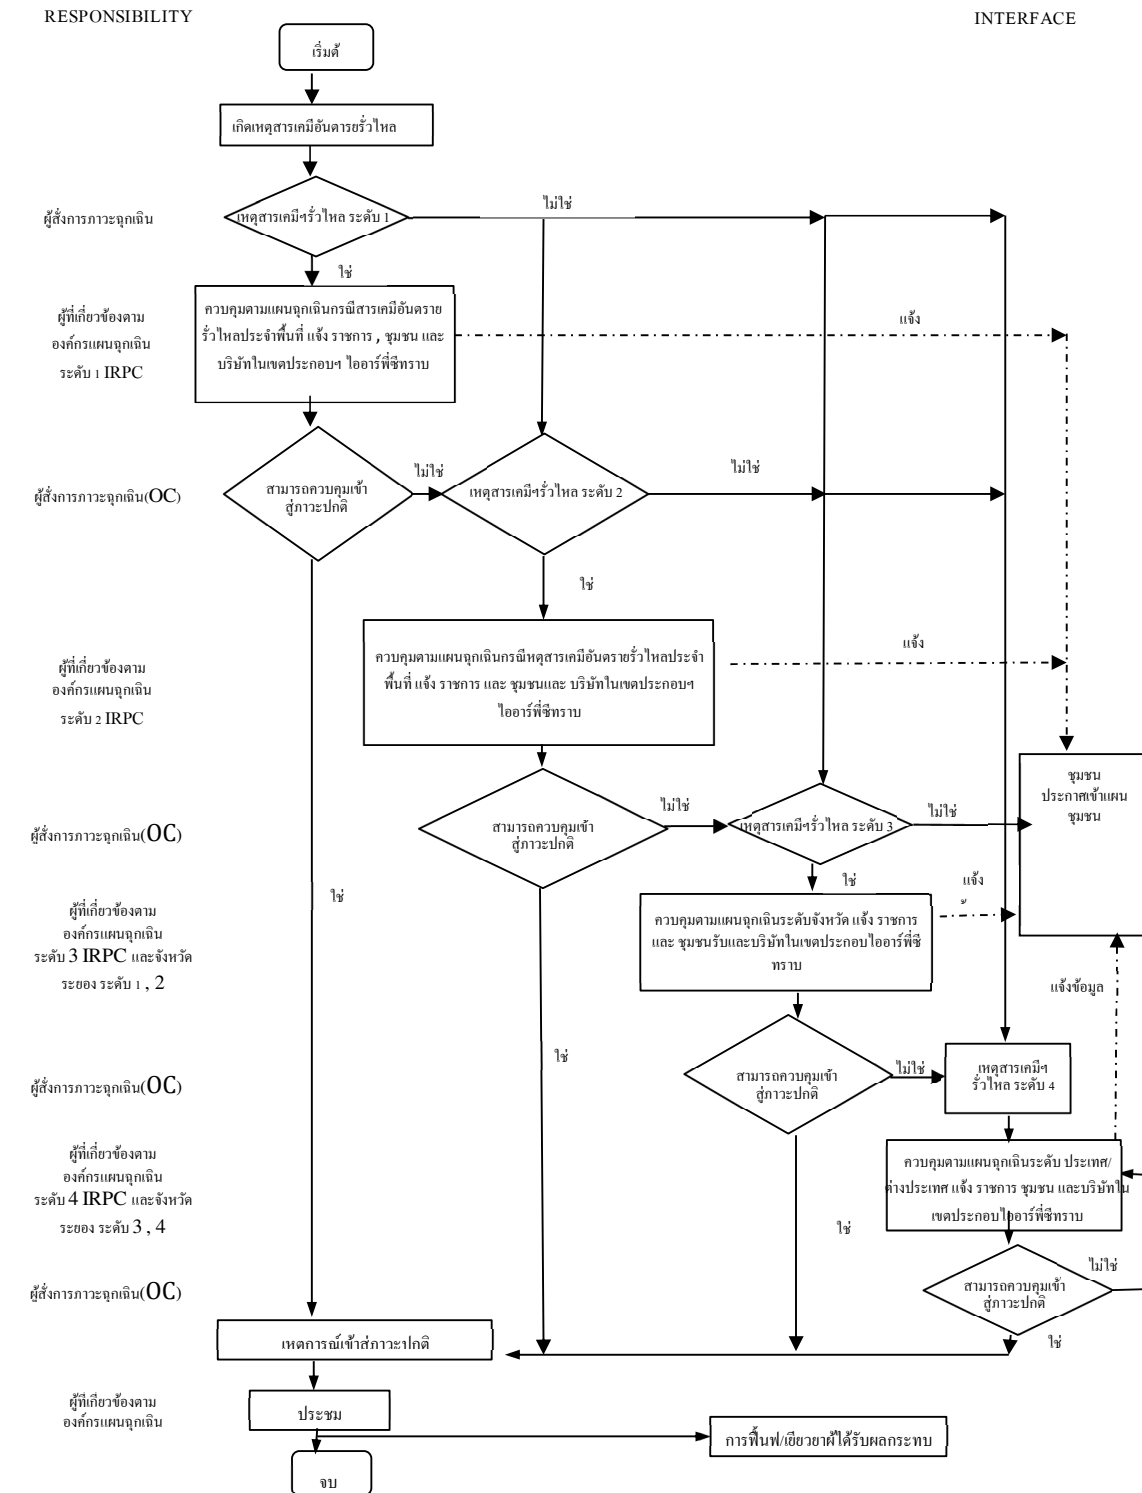 RESPONSIBILITY
INTERFACE
เริ่มต้
เกิดเหตุสารเคมีอันตารยรั่วไหล
ผู้สั่งการภาวะฉุกเฉิน
เหตุสารเคมีฯรั่วไหล ระดับ 1
ไม่ใช่
ใช่
ผู้ที่เกี่ยวข้องตาม
องค์กรแผนฉุกเฉิน
ระดับ 1 IRPC
ควบคุมตามแผนฉุกเฉินกรณีสารเคมีอันตราย
รั่วไหลประจำพื้นที่ แจ้ง ราชการ , ชุมชน และ
บริษัทในเขตประกอบฯ ไออาร์พี่ซีทราบ
แจ้ง
ผู้สั่งการภาวะฉุกเฉิน(OC)
สามารถควบคุมเข้า
สู่ภาวะปกติ
ไม่ใช่
เหตุสารเคมีฯรั่วไหล ระดับ 2
ไม่ใช่
ใช่
ผู้ที่เกี่ยวข้องตาม
องค์กรแผนฉุกเฉิน
ระดับ 2 IRPC
ควบคุมตามแผนฉุกเฉินกรณีหตุสารเคมีอันตรายรั่วไหลประจำ
พื้นที่ แจ้ง ราชการ และ ชุมชนและ บริษัทในเขตประกอบฯ
ไออาร์พี่ซีทราบ
แจ้ง
ผู้สั่งการภาวะฉุกเฉิน(OC)
สามารถควบคุมเข้า
สู่ภาวะปกติ
ไม่ใช่
เหตุสารเคมีฯรั่วไหล ระดับ 3
ไม่ใช่
ชุมชน
ประกาศเข้าแผน
ชุมชน
ใช่
ใช่
แจ้ง
ผู้ที่เกี่ยวข้องตาม
องค์กรแผนฉุกเฉิน
ระดับ 3 IRPC และจังหวัด
ระยอง ระดับ 1 , 2
ควบคุมตามแผนฉุกเฉินระดับจังหวัด แจ้ง ราชการ
และ ชุมชนรับและบริษัทในเขตประกอบไออาร์พี่ซี
ทราบ
แจ้งข้อมูล
ใช่
ผู้สั่งการภาวะฉุกเฉิน(OC)
สามารถควบคุมเข้า
สู่ภาวะปกติ
ไม่ใช่
เหตุสารเคมีฯ
รั่วไหล ระดับ 4
ผู้ที่เกี่ยวข้องตาม
องค์กรแผนฉุกเฉิน
ระดับ 4 IRPC และจังหวัด
ระยอง ระดับ 3 , 4
ควบคุมตามแผนฉุกเฉินระดับ ประเทศ/
ต่างประเทศ แจ้ง ราชการ ชุมชน และบริษัทใน
เขตประกอบไออาร์พี่ซีทราบ
ใช่
ผู้สั่งการภาวะฉุกเฉิน(OC)
สามารถควบคุมเข้า
สู่ภาวะปกติ
ไม่ใช่
ใช่
เหตุการณ์เข้าสู่ภาวะปกติ
ผู้ที่เกี่ยวข้องตาม
องค์กรแผนฉุกเฉิน
ประชุม
การฟื้นฟู/เยียวยาผู้ได้รับผลกระทบ
จบ